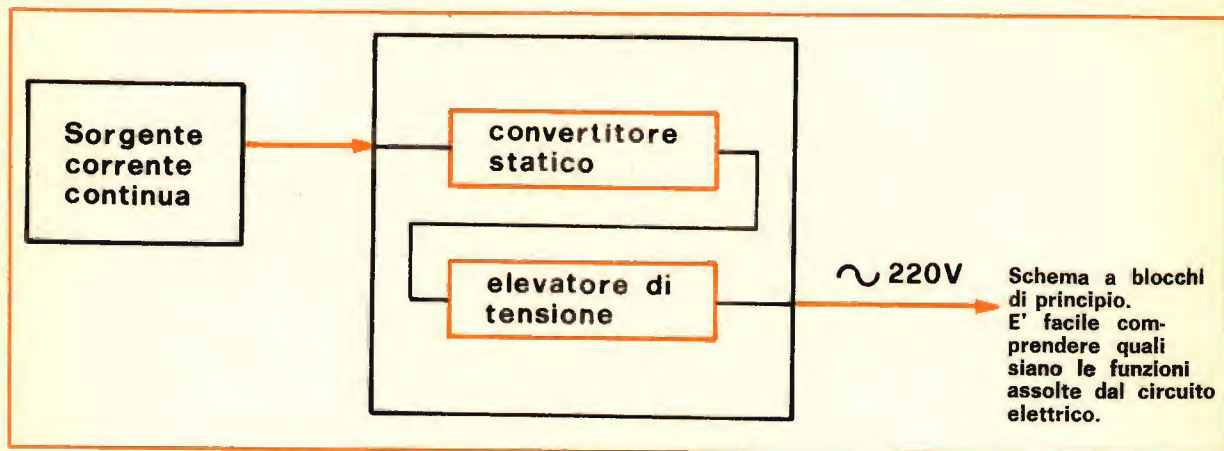 Sorgente
corrente
continua
convertitore
statico
elevatore di
tensione
∿ 220V
Schema a blocchi
di principio.
E' facile com-
prendere quali
siano le funzioni
assolte dal circuito
elettrico.